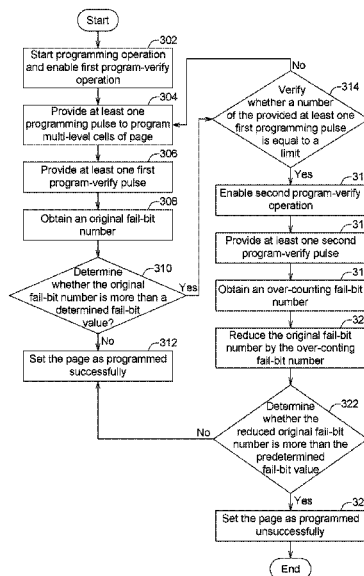 Start
302
Start programming operation
and enable first program-verify
operation
304
Provide at least one
programming pulse to program
multi-level cells of page
306
Provide at least one first
program-verify pulse
308
Obtain an original fail-bit
number
310
Determine
whether the original
fail-bit number is more than a
determined fail-bit
value?
Yes
No
312
Set the page as programmed
successfully
No
314
Verify
whether a number
of the provided at least one
first programming pulse
is equal to a
limit
Yes
31
Enable second program-verify
operation
31
Provide at least one second
program-verify pulse
31
Obtain an over-counting fail-bit
number
32
Reduce the original fail-bit
number by the over-conting
fail-bit number
322
Determine
whether the
reduced original fail-bit
number is more than the
predetermined
fail-bit value
No
Yes
32
Set the page as programmed
unsuccessfully
End